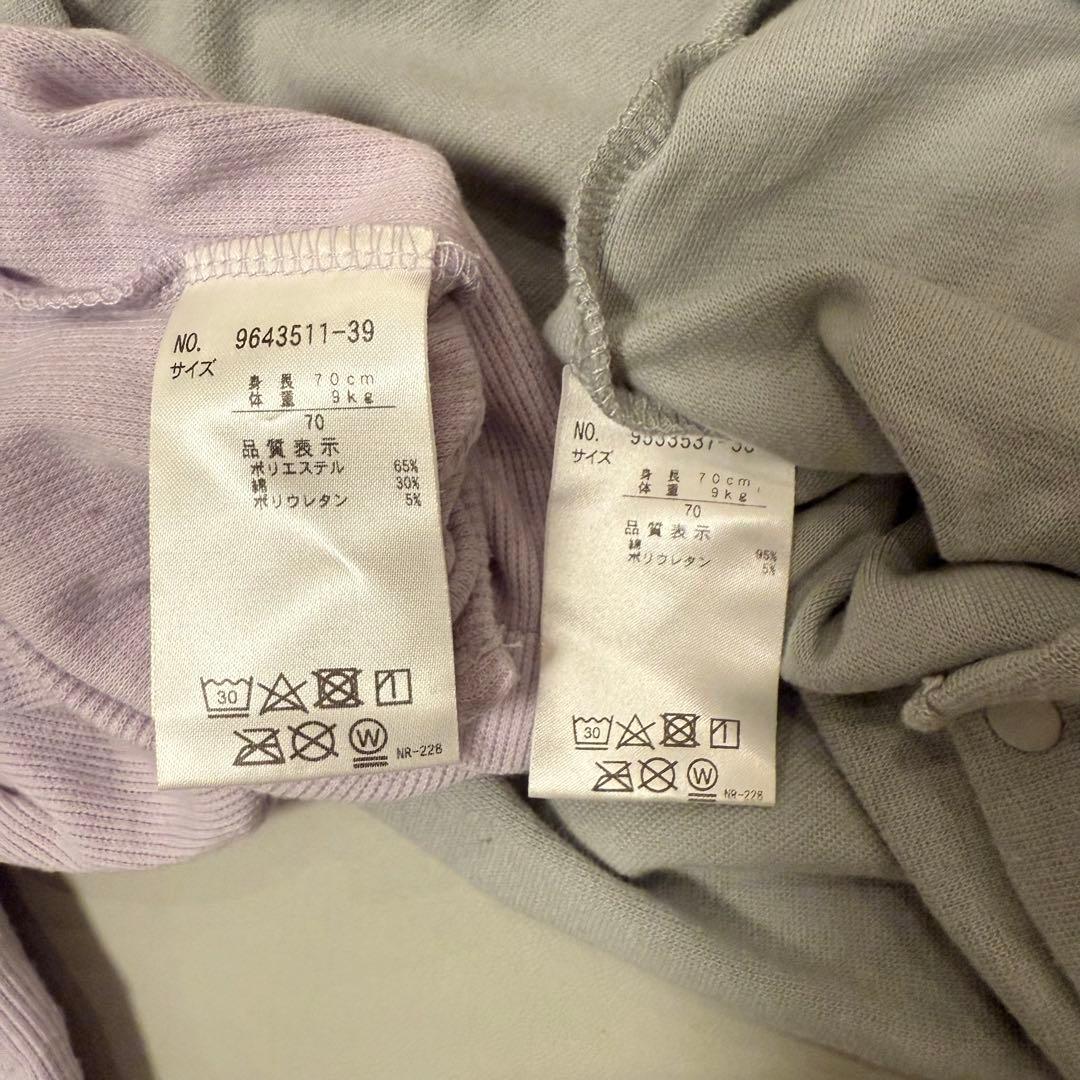 NO. 9643511-39
サイズ
身長 70cm
体重 9kg
70
品質表示
ポリエステル 65%
綿 30%
ポリウレタン 5%
30
W
NR-228
NO.
サイズ
身長 70cm
体重 9kg
70
品質表示
綿 95%
ポリウレタン 5%
30
W
NR-228